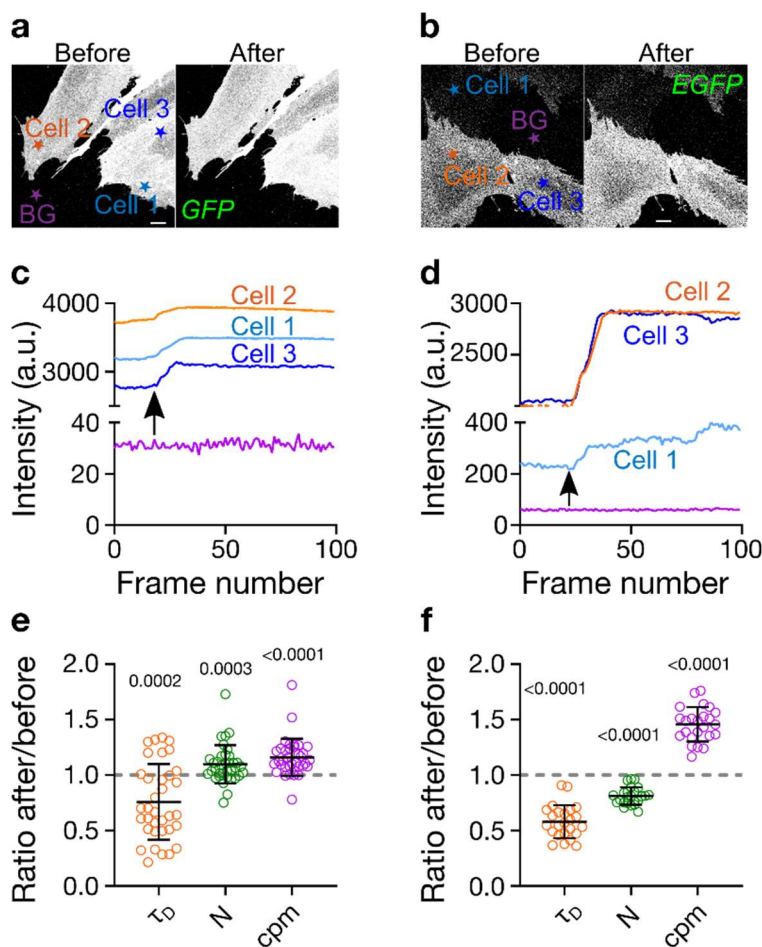 a
Before After
Cell 3
Cell 2
BG
Cell 1
GFP
b
Before After
Cell 1
EGFP
BG
Cell 2
Cell 3
c
Intensity (a.u.)
4000
3000
40
20
0
Cell 2
Cell 1
Cell 3
0 50 100
Frame number
d
Intensity (a.u.)
3000
2000
400
200
0
Cell 2
Cell 3
Cell 1
0 50 100
Frame number
e
Ratio after/before
2.0
1.5
1.0
0.5
0.0
0.0002 0.0003 <0.0001
τD N cpm
f
Ratio after/before
2.0
1.5
1.0
0.5
0.0
<0.0001 <0.0001 <0.0001
τD N cpm